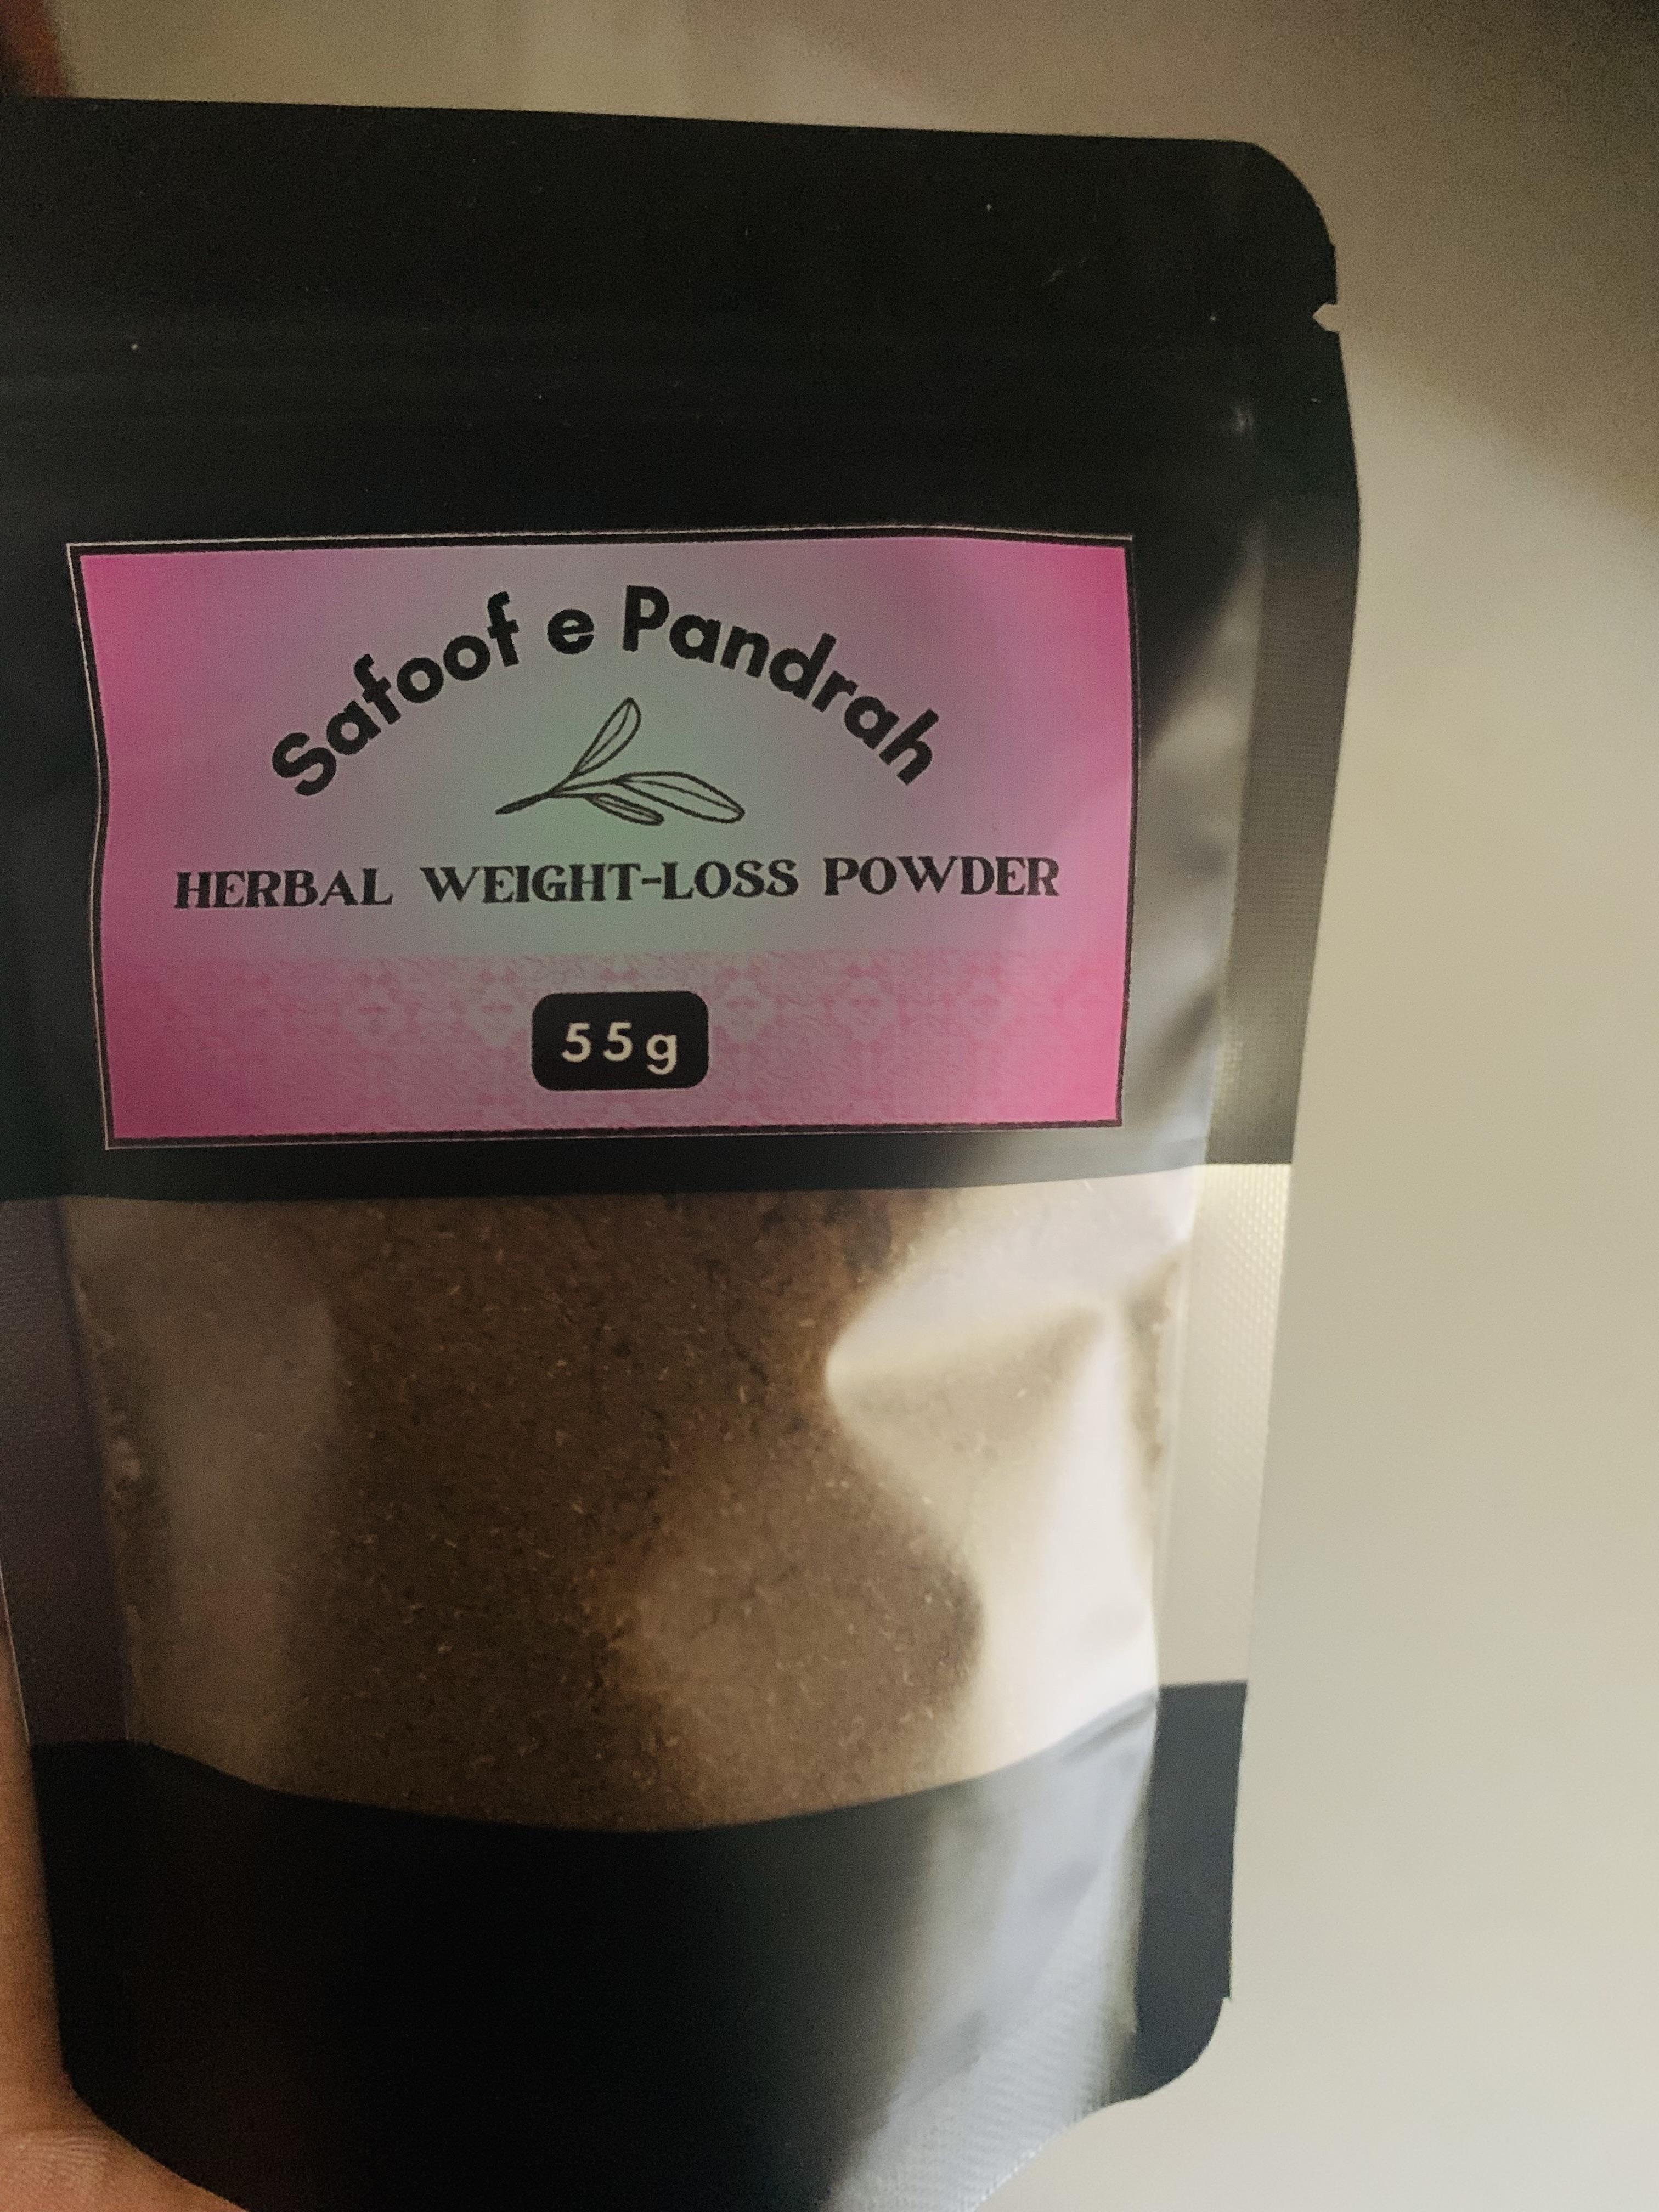 Safoof e Pandrah
HERBAL WEIGHT-LOSS POWDER
55g